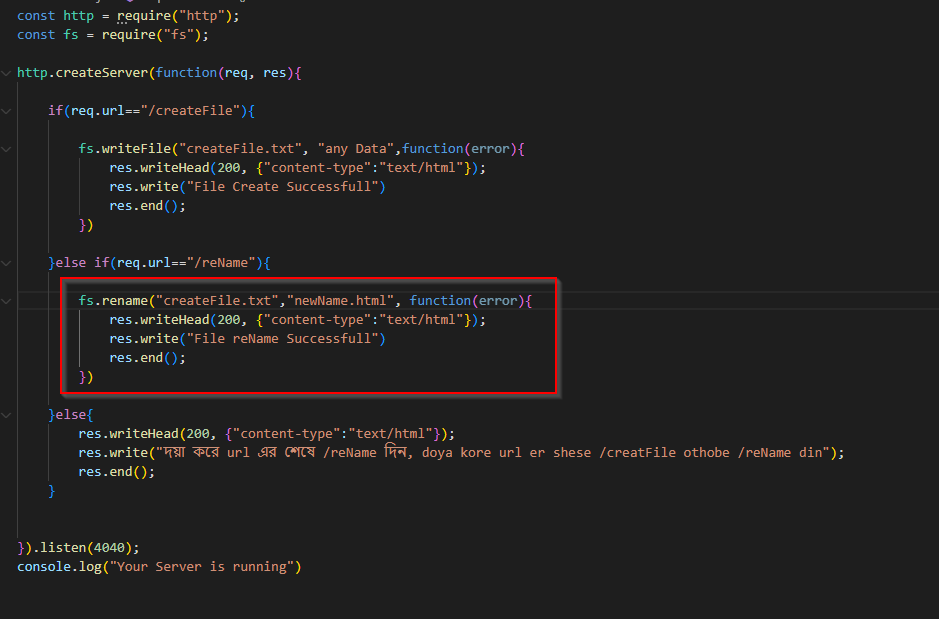 const http = require("http");
const fs = require("fs");
http.createServer(function(req, res){
if(req.url=="/createFile"){
fs.writeFile("createFile.txt", "any Data",function(error){
res.writeHead(200, {"content-type":"text/html"});
res.write("File Create Successfull")
res.end();
})
}else if(req.url=="/reName"){
fs.rename("createFile.txt","newName.html", function(error){
res.writeHead(200, {"content-type":"text/html"});
res.write("File reName Successfull")
res.end();
})
}else{
res.writeHead(200, {"content-type":"text/html"});
res.write("দয়া করে url এর শেষে /reName দিন, doya kore url er shese /creatFile othobe /reName din");
res.end();
}
}).listen(4040);
console.log("Your Server is running")